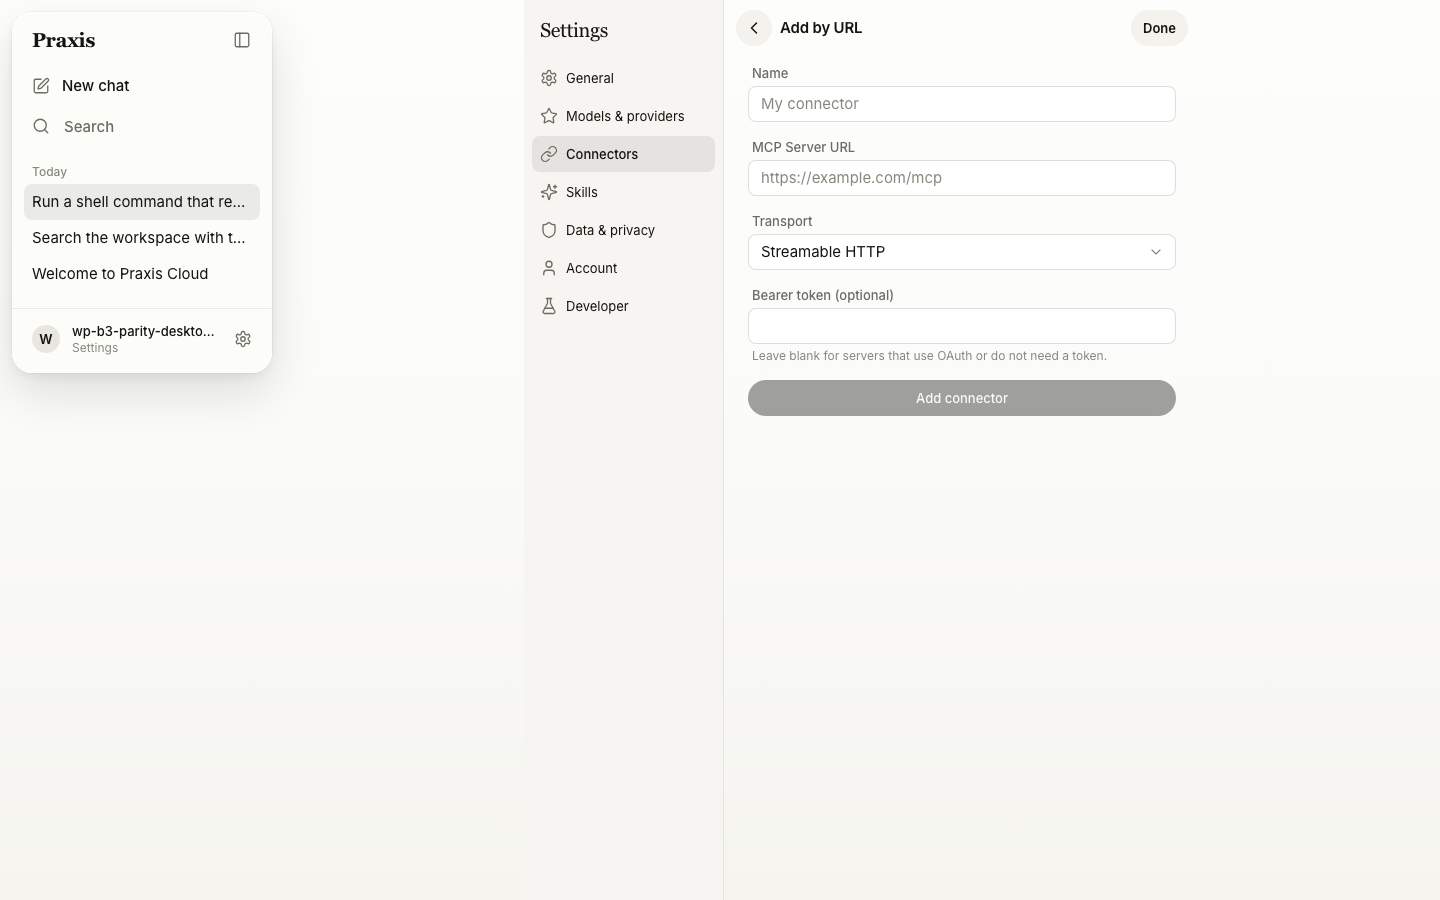 Praxis
New chat
Search
Today
Run a shell command that re...
Search the workspace with t...
Welcome to Praxis Cloud
W
wp-b3-parity-deskto...
Settings
Settings
General
Models & providers
Connectors
Skills
Data & privacy
Account
Developer
Add by URL
Done
Name
My connector
MCP Server URL
https://example.com/mcp
Transport
Streamable HTTP
Bearer token (optional)
Leave blank for servers that use OAuth or do not need a token.
Add connector